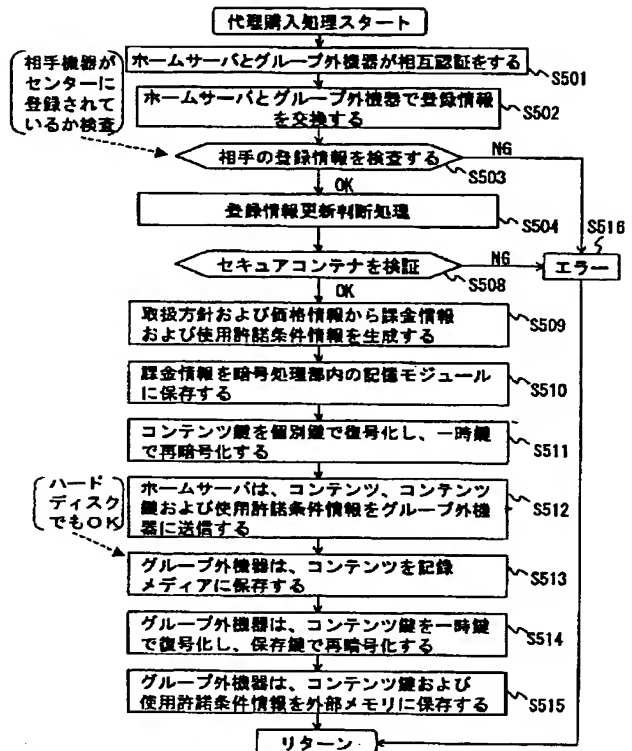 代理購入処理スタート
相手機器が
センターに
登録されて
いるか検査
ホームサーバとグループ外機器が相互認証をする
S501
ホームサーバとグループ外機器で登録情報
を交換する
S502
相手の登録情報を検査する
NG
S503
OK
登録情報更新判断処理
S504
S516
セキュアコンテナを検証
NG
エラー
S508
OK
取扱方針および価格情報から課金情報
および使用許諾条件情報を生成する
S509
課金情報を暗号処理部内の記憶モジュール
に保存する
S510
コンテンツ鍵を個別鍵で復号化し、一時鍵
で再暗号化する
S511
ハード
ディスク
でもOK
ホームサーバは、コンテンツ、コンテンツ
鍵および使用許諾条件情報をグループ外機
器に送信する
S512
グループ外機器は、コンテンツを記録
メディアに保存する
S513
グループ外機器は、コンテンツ鍵を一時鍵
で復号化し、保存鍵で再暗号化する
S514
グループ外機器は、コンテンツ鍵および
使用許諾条件情報を外部メモリに保存する
S515
リターン